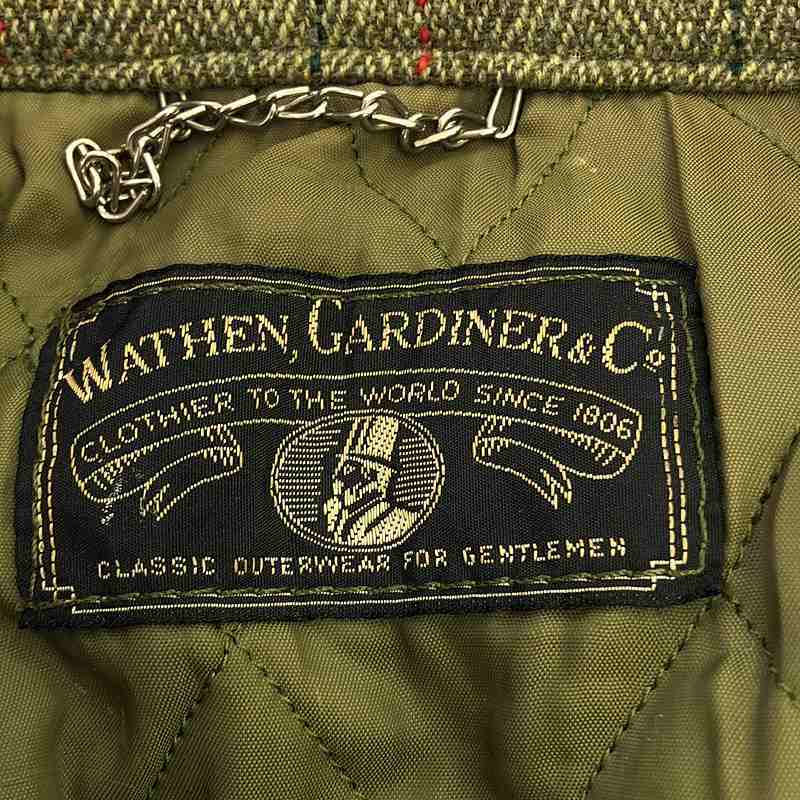 WATHEN, GARDINER & Co
CLOTHIER TO THE WORLD SINCE 1806
CLASSIC OUTERWEAR FOR GENTLEMEN